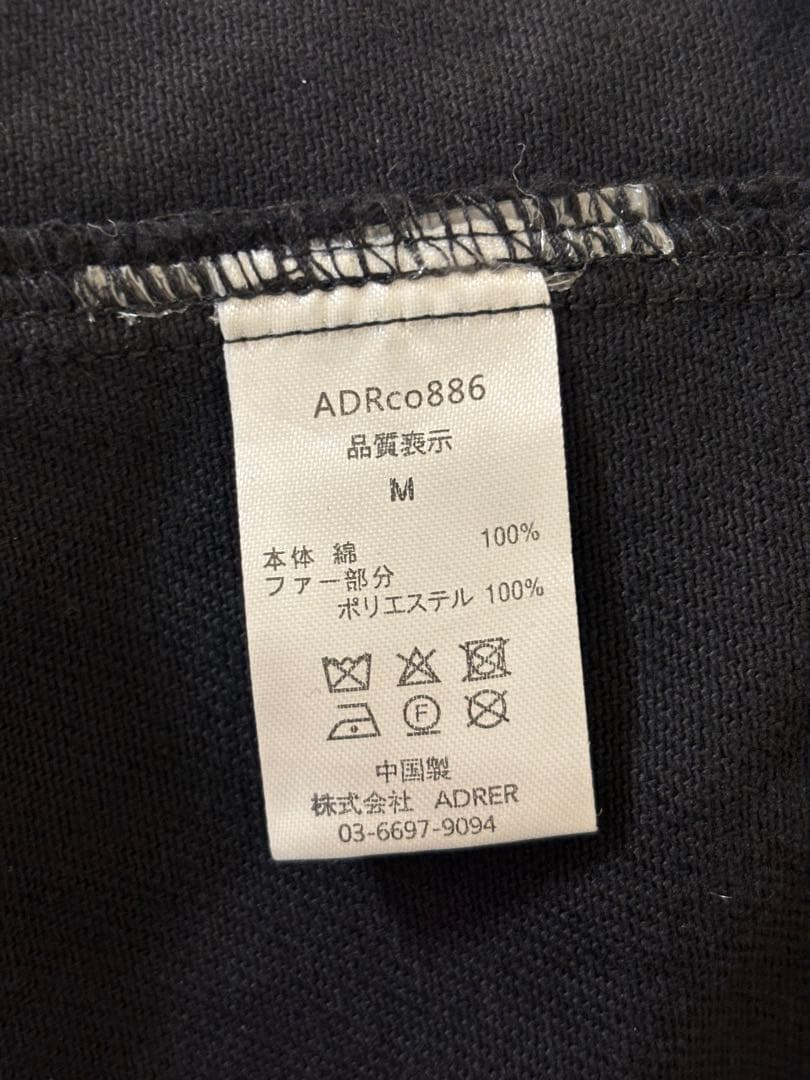 ADRco886
品質表示
M
本体 綿 100%
ファー部分
ポリエステル 100%
F
中国製
株式会社 ADRER
03-6697-9094